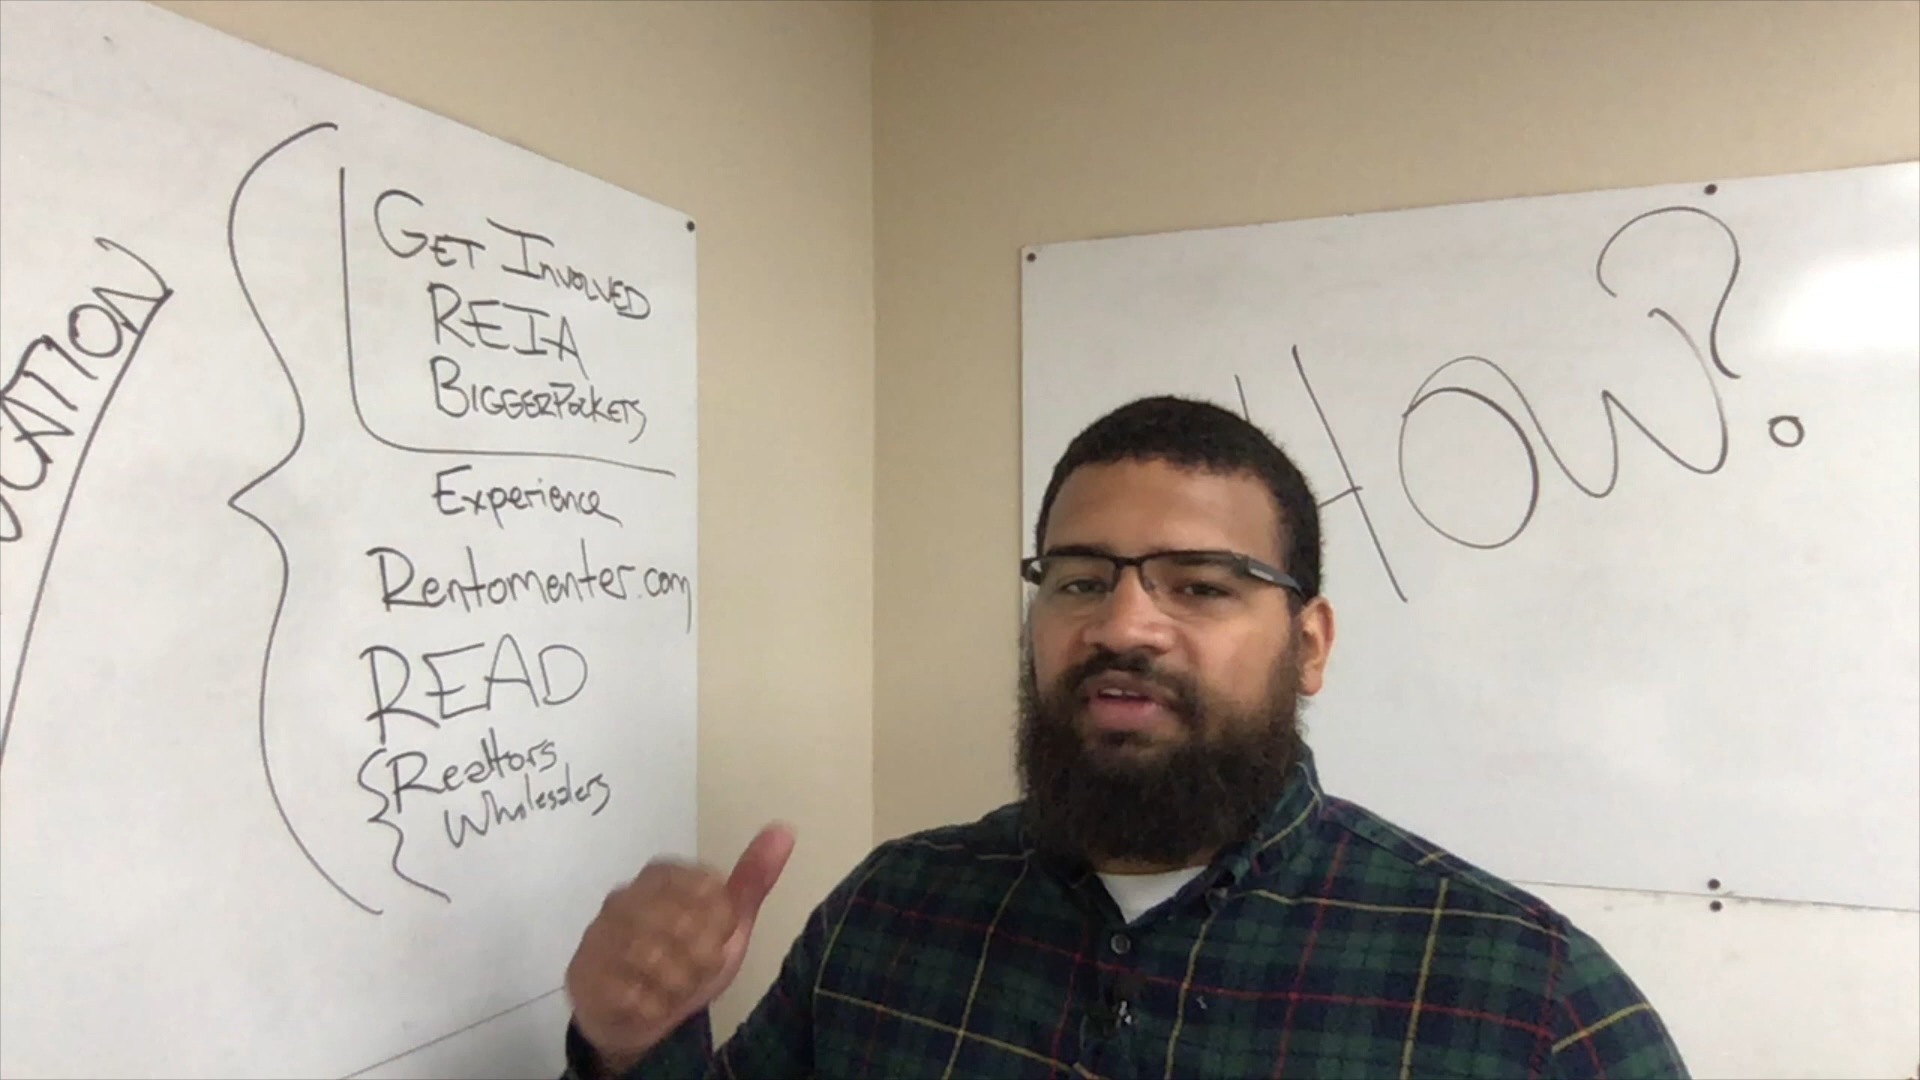 Get Involved
REIA
BiggerPockets
Experience
Rentomenter.com
READ
Realtors
Wholesalers
How?